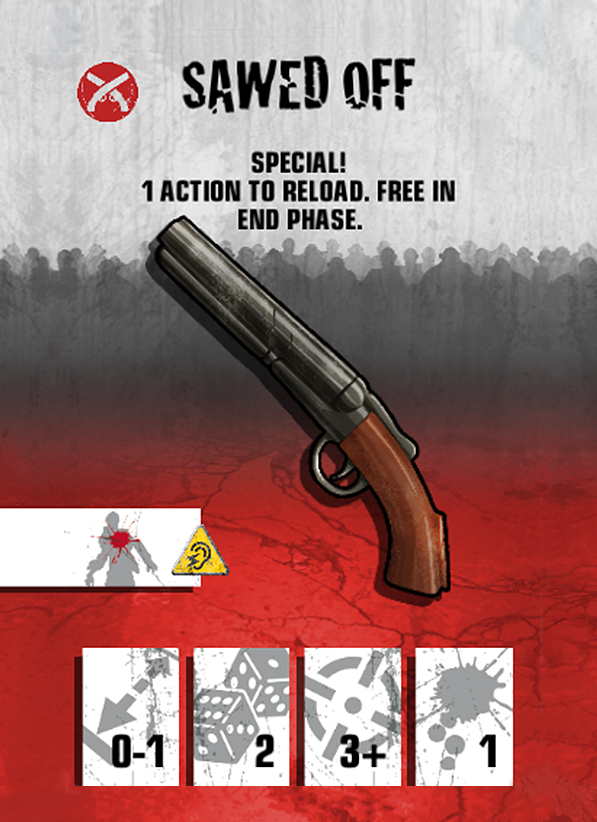 SAWED OFF
SPECIAL!
1 ACTION TO RELOAD. FREE IN
END PHASE.
0-1 2 3+ 1